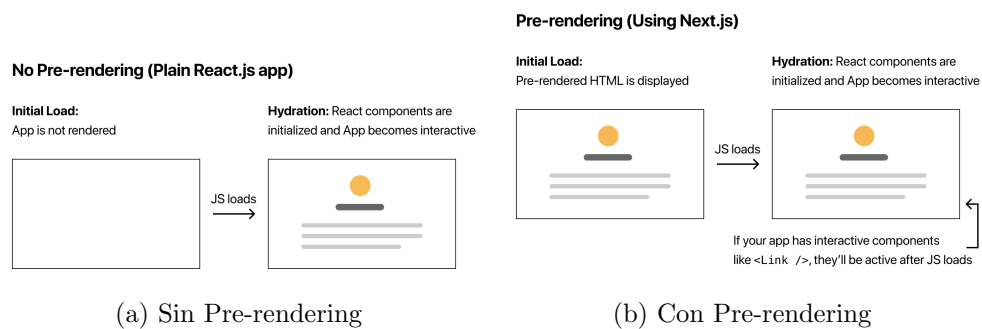 No Pre-rendering (Plain React.js app)
Initial Load:
App is not rendered
Hydration: React components are
initialized and App becomes interactive
JS loads
(a) Sin Pre-rendering
Pre-rendering (Using Next.js)
Initial Load:
Pre-rendered HTML is displayed
Hydration: React components are
initialized and App becomes interactive
JS loads
If your app has interactive components
like <Link />, they’ll be active after JS loads
(b) Con Pre-rendering